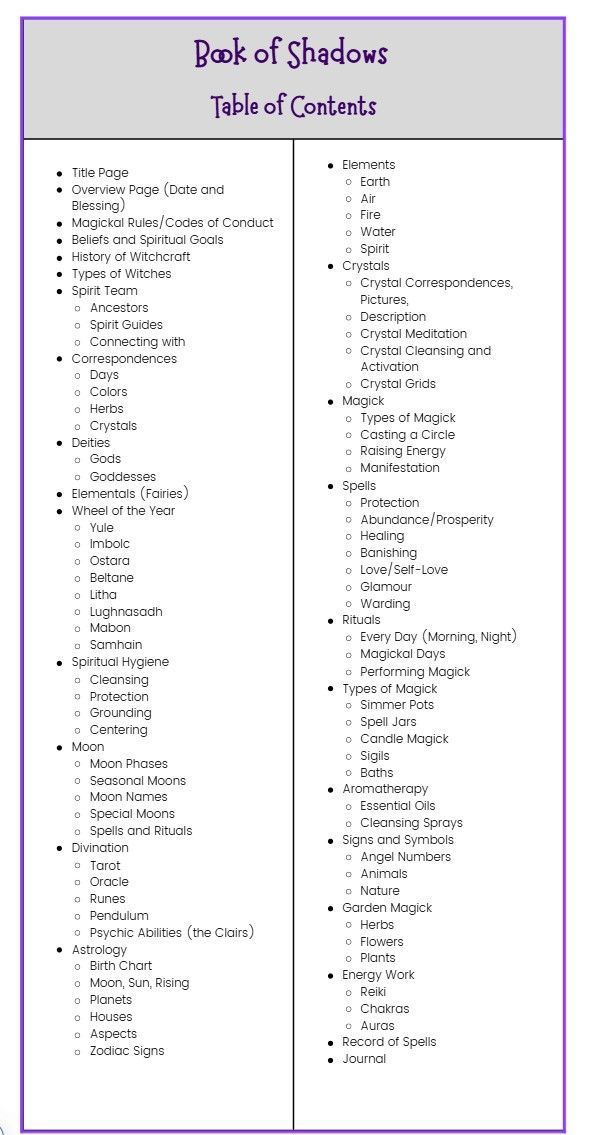 Book of Shadows
Table of Contents
• Title Page
• Overview Page (Date and
Blessing)
• Magickal Rules/Codes of Conduct
• Beliefs and Spiritual Goals
• History of Witchcraft
• Types of Witches
• Spirit Team
○ Ancestors
○ Spirit Guides
○ Connecting with
• Correspondences
○ Days
○ Colors
○ Herbs
○ Crystals
• Deities
○ Gods
○ Goddesses
• Elementals (Fairies)
• Wheel of the Year
○ Yule
○ Imbolc
○ Ostara
○ Beltane
○ Litha
○ Lughnasadh
○ Mabon
○ Samhain
• Spiritual Hygiene
○ Cleansing
○ Protection
○ Grounding
○ Centering
• Moon
○ Moon Phases
○ Seasonal Moons
○ Moon Names
○ Special Moons
○ Spells and Rituals
• Divination
○ Tarot
○ Oracle
○ Runes
○ Pendulum
○ Psychic Abilities (the Clairs)
• Astrology
○ Birth Chart
○ Moon, Sun, Rising
○ Planets
○ Houses
○ Aspects
○ Zodiac Signs
• Elements
○ Earth
○ Air
○ Fire
○ Water
○ Spirit
• Crystals
○ Crystal Correspondences,
Pictures,
○ Description
○ Crystal Meditation
○ Crystal Cleansing and
Activation
○ Crystal Grids
• Magick
○ Types of Magick
○ Casting a Circle
○ Raising Energy
○ Manifestation
• Spells
○ Protection
○ Abundance/Prosperity
○ Healing
○ Banishing
○ Love/Self-Love
○ Glamour
○ Warding
• Rituals
○ Every Day (Morning, Night)
○ Magickal Days
○ Performing Magick
• Types of Magick
○ Simmer Pots
○ Spell Jars
○ Candle Magick
○ Sigils
○ Baths
• Aromatherapy
○ Essential Oils
○ Cleansing Sprays
• Signs and Symbols
○ Angel Numbers
○ Animals
○ Nature
• Garden Magick
○ Herbs
○ Flowers
○ Plants
• Energy Work
○ Reiki
○ Chakras
○ Auras
• Record of Spells
• Journal